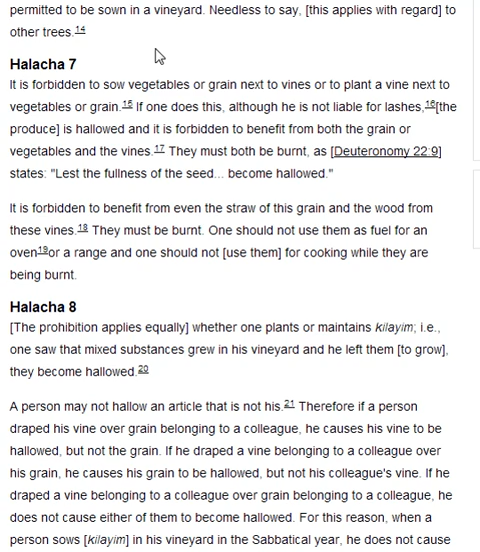 permitted to be sown in a vineyard. Needless to say, [this applies with regard] to
other trees.14
Halacha 7
It is forbidden to sow vegetables or grain next to vines or to plant a vine next to
vegetables or grain.15 If one does this, although he is not liable for lashes,16[the
produce] is hallowed and it is forbidden to benefit from both the grain or
vegetables and the vines.17 They must both be burnt, as [Deuteronomy 22:9]
states: "Lest the fullness of the seed... become hallowed."
It is forbidden to benefit from even the straw of this grain and the wood from
these vines.18 They must be burnt. One should not use them as fuel for an
oven19or a range and one should not [use them] for cooking while they are
being burnt.
Halacha 8
[The prohibition applies equally] whether one plants or maintains kilayim; i.e.,
one saw that mixed substances grew in his vineyard and he left them [to grow],
they become hallowed.20
A person may not hallow an article that is not his.21 Therefore if a person
draped his vine over grain belonging to a colleague, he causes his vine to be
hallowed, but not the grain. If he draped a vine belonging to a colleague over
his grain, he causes his grain to be hallowed, but not his colleague's vine. If he
draped a vine belonging to a colleague over grain belonging to a colleague, he
does not cause either of them to become hallowed. For this reason, when a
person sows [kilayim] in his vineyard in the Sabbatical year, he does not cause